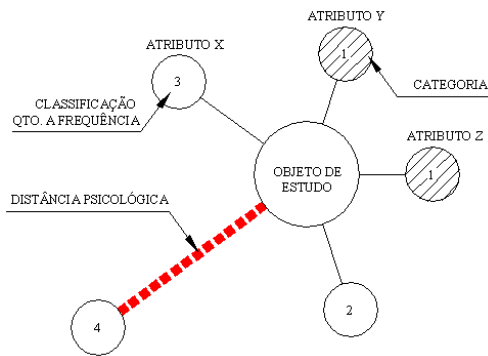 ATRIBUTO Y
ATRIBUTO X
1
3
CLASSIFICAÇÃO
QTO. A FREQUÊNCIA
CATEGORIA
ATRIBUTO Z
OBJETO DE
ESTUDO
1
DISTÂNCIA PSICOLÓGICA
2
4